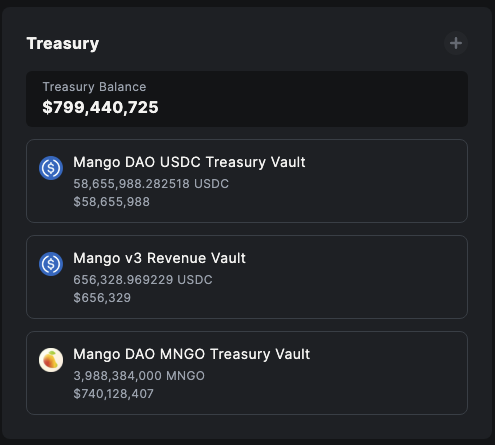 Treasury
Treasury Balance
$799,440,725
Mango DAO USDC Treasury Vault
58,655,988.282518 USDC
$58,655,988
Mango v3 Revenue Vault
656,328.969229 USDC
$656,329
Mango DAO MNGO Treasury Vault
3,988,384,000 MNGO
$740,128,407